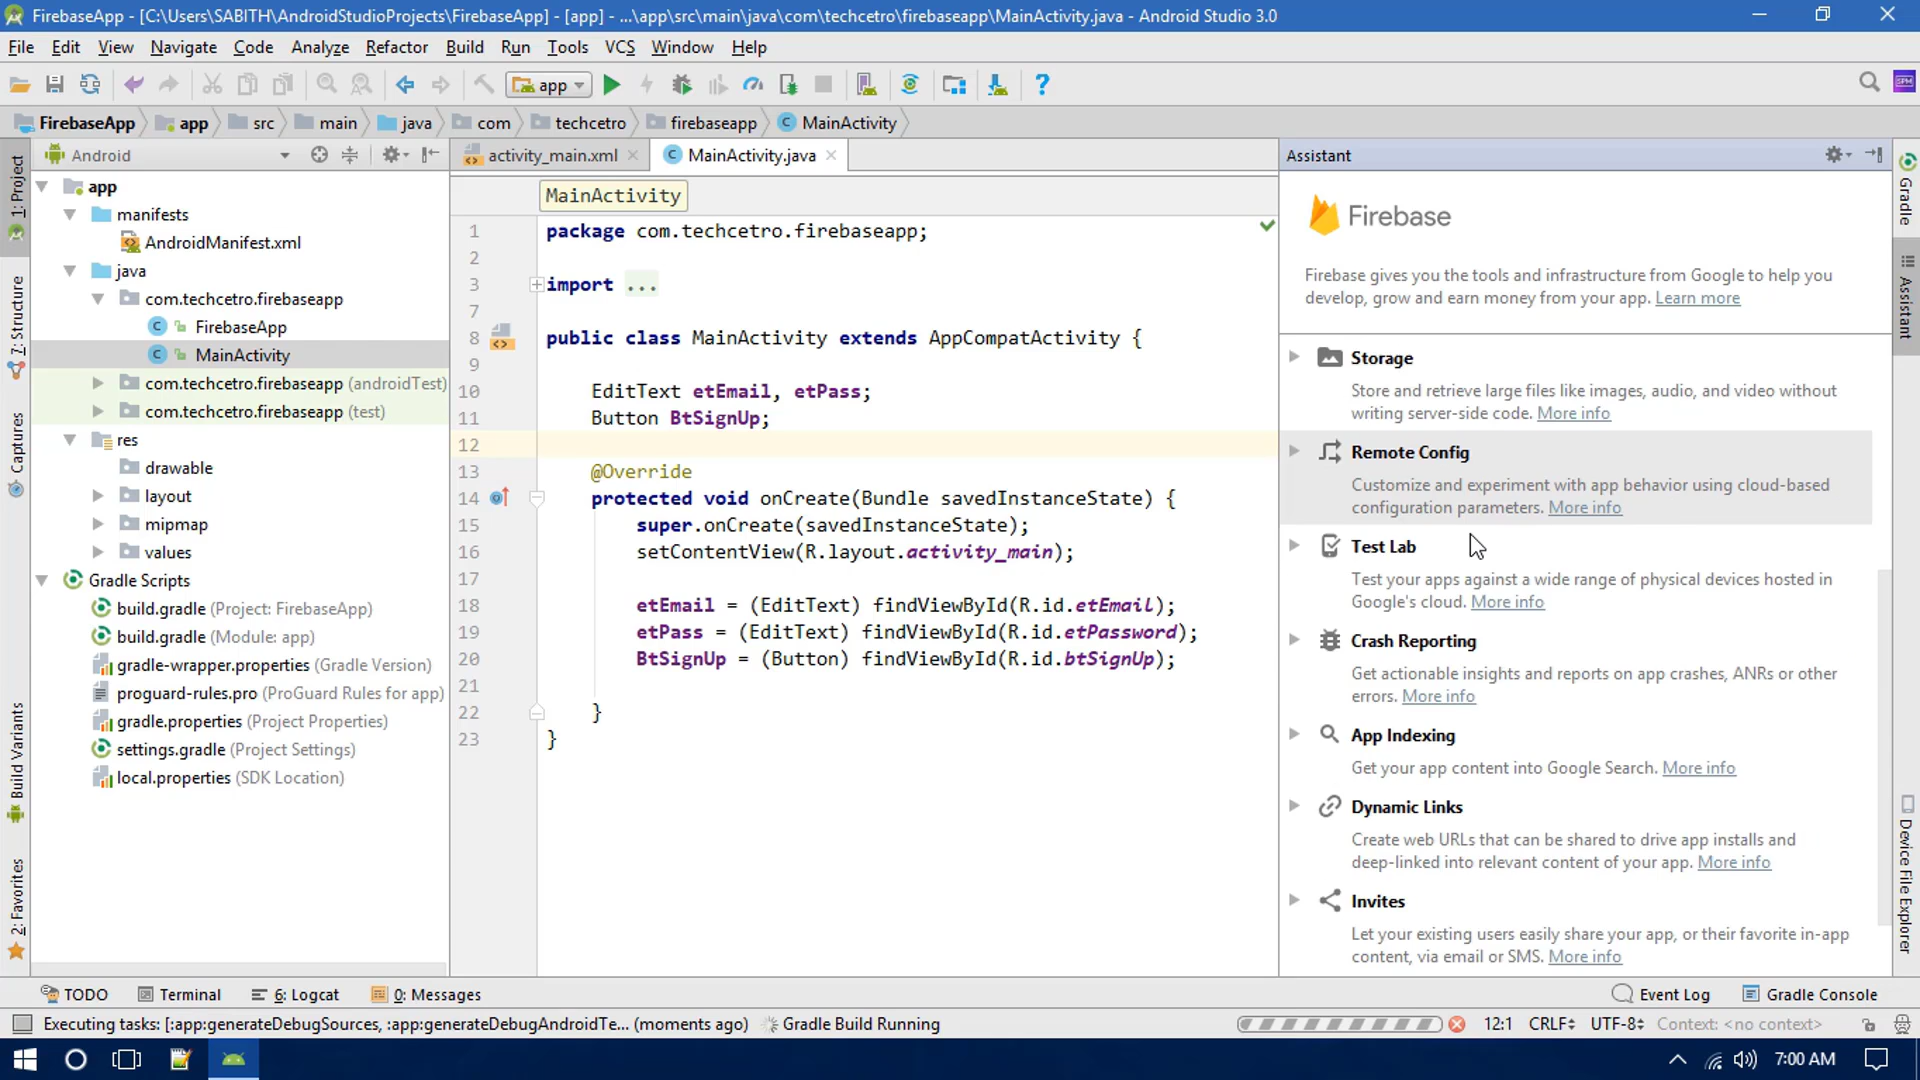 FirebaseApp - [C:\Users\SABITH\AndroidStudioProjects\FirebaseApp] - [app] - ...\app\src\main\java\com\techcetro\firebaseapp\MainActivity.java - Android Studio 3.0
File Edit View Navigate Code Analyze Refactor Build Run Tools VCS Window Help
app
FirebaseApp app src main java com techcetro firebaseapp MainActivity
1: Project
7: Structure
Captures
Build Variants
2: Favorites
Android
app
manifests
AndroidManifest.xml
java
com.techcetro.firebaseapp
FirebaseApp
MainActivity
com.techcetro.firebaseapp (androidTest)
com.techcetro.firebaseapp (test)
res
drawable
layout
mipmap
values
Gradle Scripts
build.gradle (Project: FirebaseApp)
build.gradle (Module: app)
gradle-wrapper.properties (Gradle Version)
proguard-rules.pro (ProGuard Rules for app)
gradle.properties (Project Properties)
settings.gradle (Project Settings)
local.properties (SDK Location)
activity_main.xml MainActivity.java
MainActivity
1 package com.techcetro.firebaseapp;
2
3 import ...
7
8 public class MainActivity extends AppCompatActivity {
9
10 EditText etEmail, etPass;
11 Button BtSignUp;
12
13 @Override
14 protected void onCreate(Bundle savedInstanceState) {
15 super.onCreate(savedInstanceState);
16 setContentView(R.layout.activity_main);
17
18 etEmail = (EditText) findViewById(R.id.etEmail);
19 etPass = (EditText) findViewById(R.id.etPassword);
20 BtSignUp = (Button) findViewById(R.id.btSignUp);
21
22 }
23 }
Assistant
Firebase
Firebase gives you the tools and infrastructure from Google to help you
develop, grow and earn money from your app. Learn more
Storage
Store and retrieve large files like images, audio, and video without
writing server-side code. More info
Remote Config
Customize and experiment with app behavior using cloud-based
configuration parameters. More info
Test Lab
Test your apps against a wide range of physical devices hosted in
Google's cloud. More info
Crash Reporting
Get actionable insights and reports on app crashes, ANRs or other
errors. More info
App Indexing
Get your app content into Google Search. More info
Dynamic Links
Create web URLs that can be shared to drive app installs and
deep-linked into relevant content of your app. More info
Invites
Let your existing users easily share your app, or their favorite in-app
content, via email or SMS. More info
Gradle
Assistant
Device File Explorer
TODO Terminal 6: Logcat 0: Messages Event Log Gradle Console
Executing tasks: [:app:generateDebugSources, :app:generateDebugAndroidTe... (moments ago) Gradle Build Running 12:1 CRLF UTF-8 Context: <no context>
7:00 AM